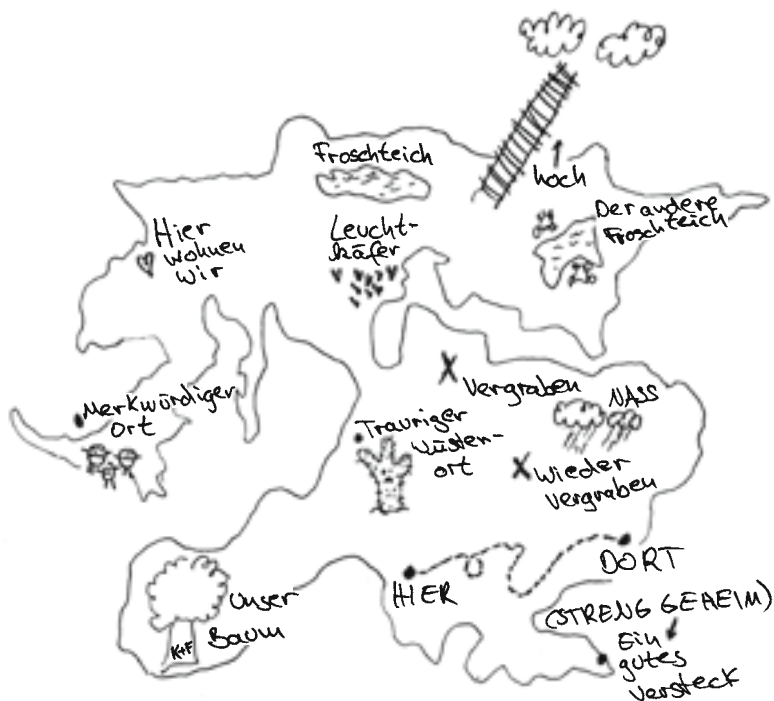 Froschteich
hoch
Der andere
Froschteich
Hier
wohnen
wir
Leucht-
käfer
Merkwürdiger
Ort
Vergraben
NASS
Trauriger
Wüsten-
ort
Wieder
vergraben
HIER
DORT
Unser
Baum
K+F
(STRENG GEHEIM)
Ein
gutes
Versteck